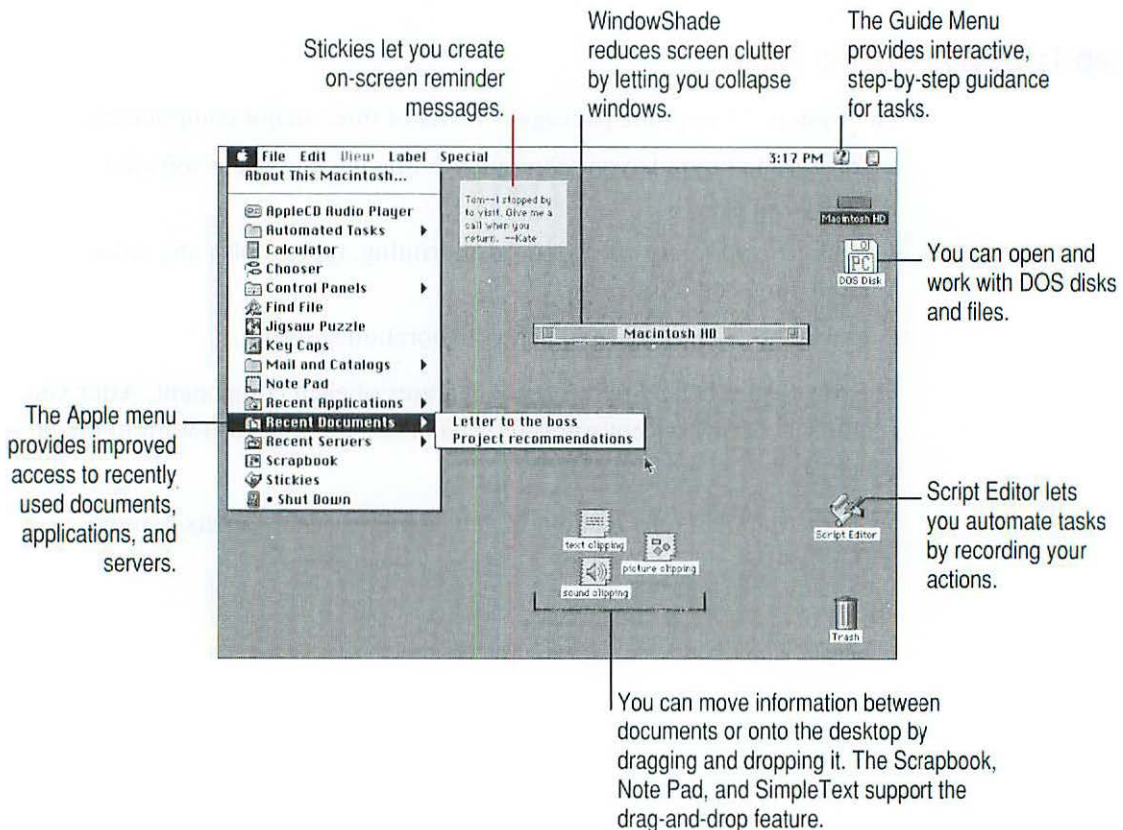 Stickies let you create
on-screen reminder
messages.
WindowShade
reduces screen clutter
by letting you collapse
windows.
The Guide Menu
provides interactive,
step-by-step guidance
for tasks.
File Edit View Label Special
3:17 PM
About This Macintosh...
AppleCD Audio Player
Automated Tasks
Calculator
Chooser
Control Panels
Find File
Jigsaw Puzzle
Key Caps
Mail and Catalogs
Note Pad
Recent Applications
Recent Documents
Recent Servers
Scrapbook
Stickies
• Shut Down
Letter to the boss
Project recommendations
Tom--I stopped by
to visit. Give me a
call when you
return. --Kate
Macintosh HD
Macintosh HD
PC
DOS Disk
You can open and
work with DOS disks
and files.
The Apple menu
provides improved
access to recently
used documents,
applications, and
servers.
text clipping
picture clipping
sound clipping
Script Editor
Script Editor lets
you automate tasks
by recording your
actions.
Trash
You can move information between
documents or onto the desktop by
dragging and dropping it. The Scrapbook,
Note Pad, and SimpleText support the
drag-and-drop feature.